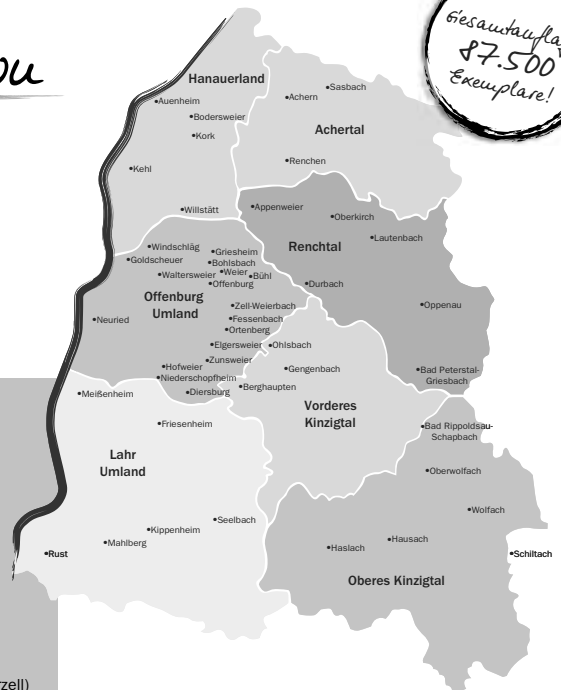 Gesamtaufla
87.500
Exemplare!
Hanauerland
Sasbach
Achern
Auenheim
Bodersweier
Achertal
Kork
Renchen
Kehl
Appenweier
Willstätt
Oberkirch
Lautenbach
Renchtal
Windschläg
Griesheim
Goldscheuer
Bohlsbach
Weier
Waltersweier
Bühl
Offenburg
Durbach
Offenburg
Umland
Zell-Weierbach
Oppenau
Neuried
Fessenbach
Ortenberg
Elgersweier
Ohlsbach
Zunsweier
Hofweier
Gengenbach
Bad Peterstal-
Griesbach
Niederschopfheim
Berghaupten
Meißenheim
Diersburg
Vorderes
Kinzigtal
Friesenheim
Bad Rippoldsau-
Schapbach
Lahr
Umland
Oberwolfach
Wolfach
Seelbach
Kippenheim
Mahlberg
Hausach
Haslach
Rust
Schiltach
Oberes Kinzigtal
zell)